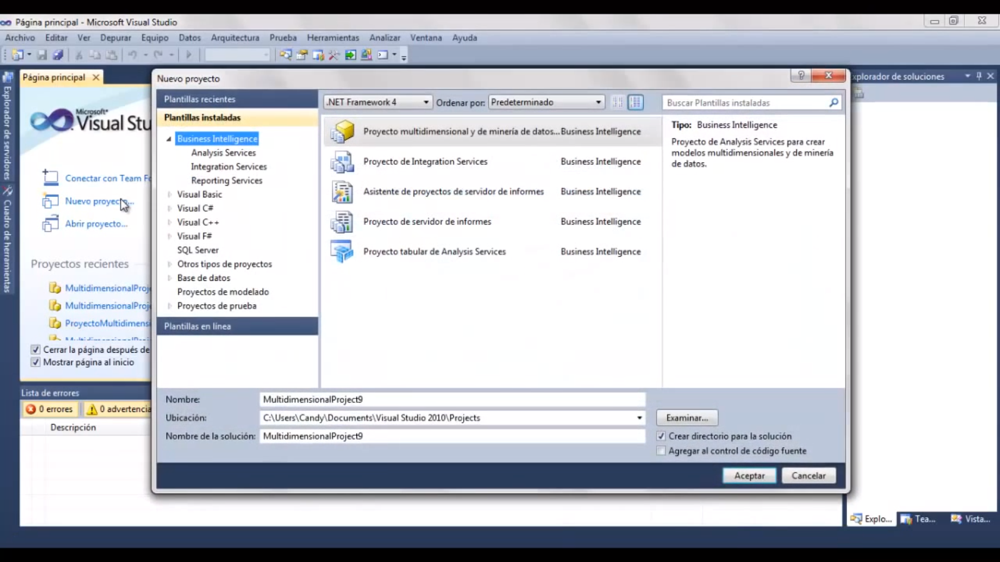 Página principal - Microsoft Visual Studio
Archivo Editar Ver Depurar Equipo Datos Arquitectura Prueba Herramientas Analizar Ventana Ayuda
Página principal
Explorador de servidores
Cuadro de herramientas
Microsoft
Visual Stu
Conectar con Team Fo
Nuevo proyecto...
Abrir proyecto...
Proyectos recientes
MultidimensionalProje
MultidimensionalProje
ProyectoMultidimensi
MultidimensionalProje
Cerrar la página después de
Mostrar página al inicio
Lista de errores
0 errores 0 advertencia
Descripción
Nuevo proyecto
Plantillas recientes
Plantillas instaladas
Business Intelligence
Analysis Services
Integration Services
Reporting Services
Visual Basic
Visual C#
Visual C++
Visual F#
SQL Server
Otros tipos de proyectos
Base de datos
Proyectos de modelado
Proyectos de prueba
Plantillas en línea
.NET Framework 4 Ordenar por: Predeterminado
Buscar Plantillas instaladas
Proyecto multidimensional y de minería de datos... Business Intelligence
Proyecto de Integration Services Business Intelligence
Asistente de proyectos de servidor de informes Business Intelligence
Proyecto de servidor de informes Business Intelligence
Proyecto tabular de Analysis Services Business Intelligence
Tipo: Business Intelligence
Proyecto de Analysis Services para crear
modelos multidimensionales y de minería
de datos.
Nombre: MultidimensionalProject9
Ubicación: C:\Users\Candy\Documents\Visual Studio 2010\Projects Examinar...
Nombre de la solución: MultidimensionalProject9
Crear directorio para la solución
Agregar al control de código fuente
Aceptar Cancelar
xplorador de soluciones
Explo... Tea... Vista...